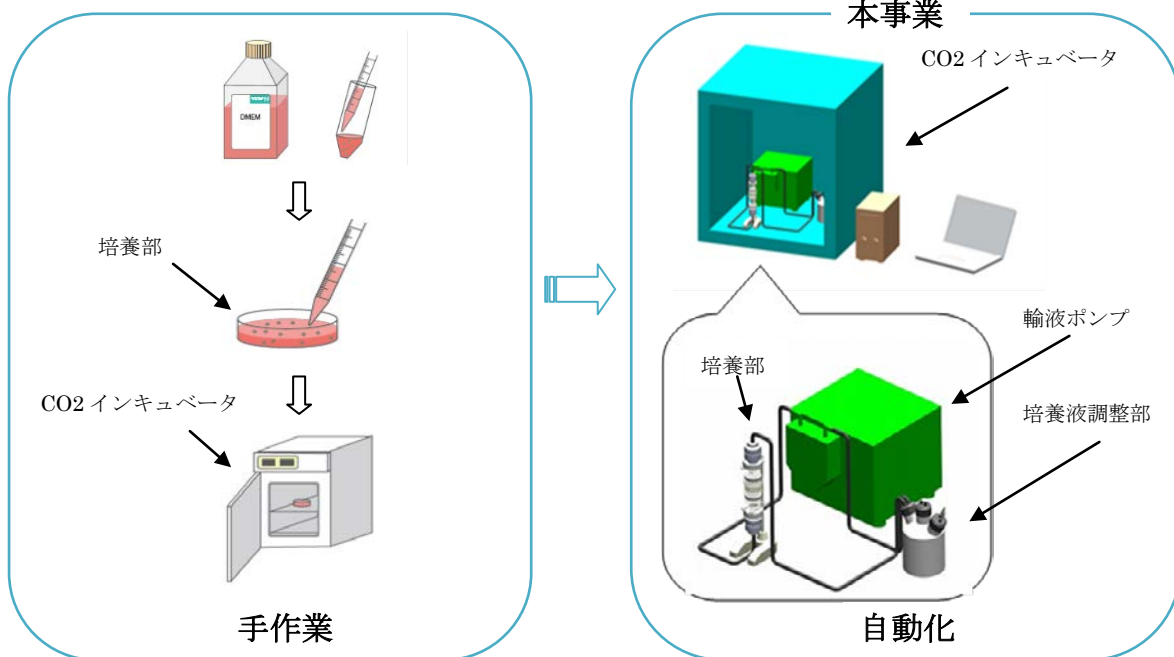 DMEM
培養部
CO2 インキュベータ
手作業
本事業
CO2 インキュベータ
輸液ポンプ
培養部
培養液調整部
自動化